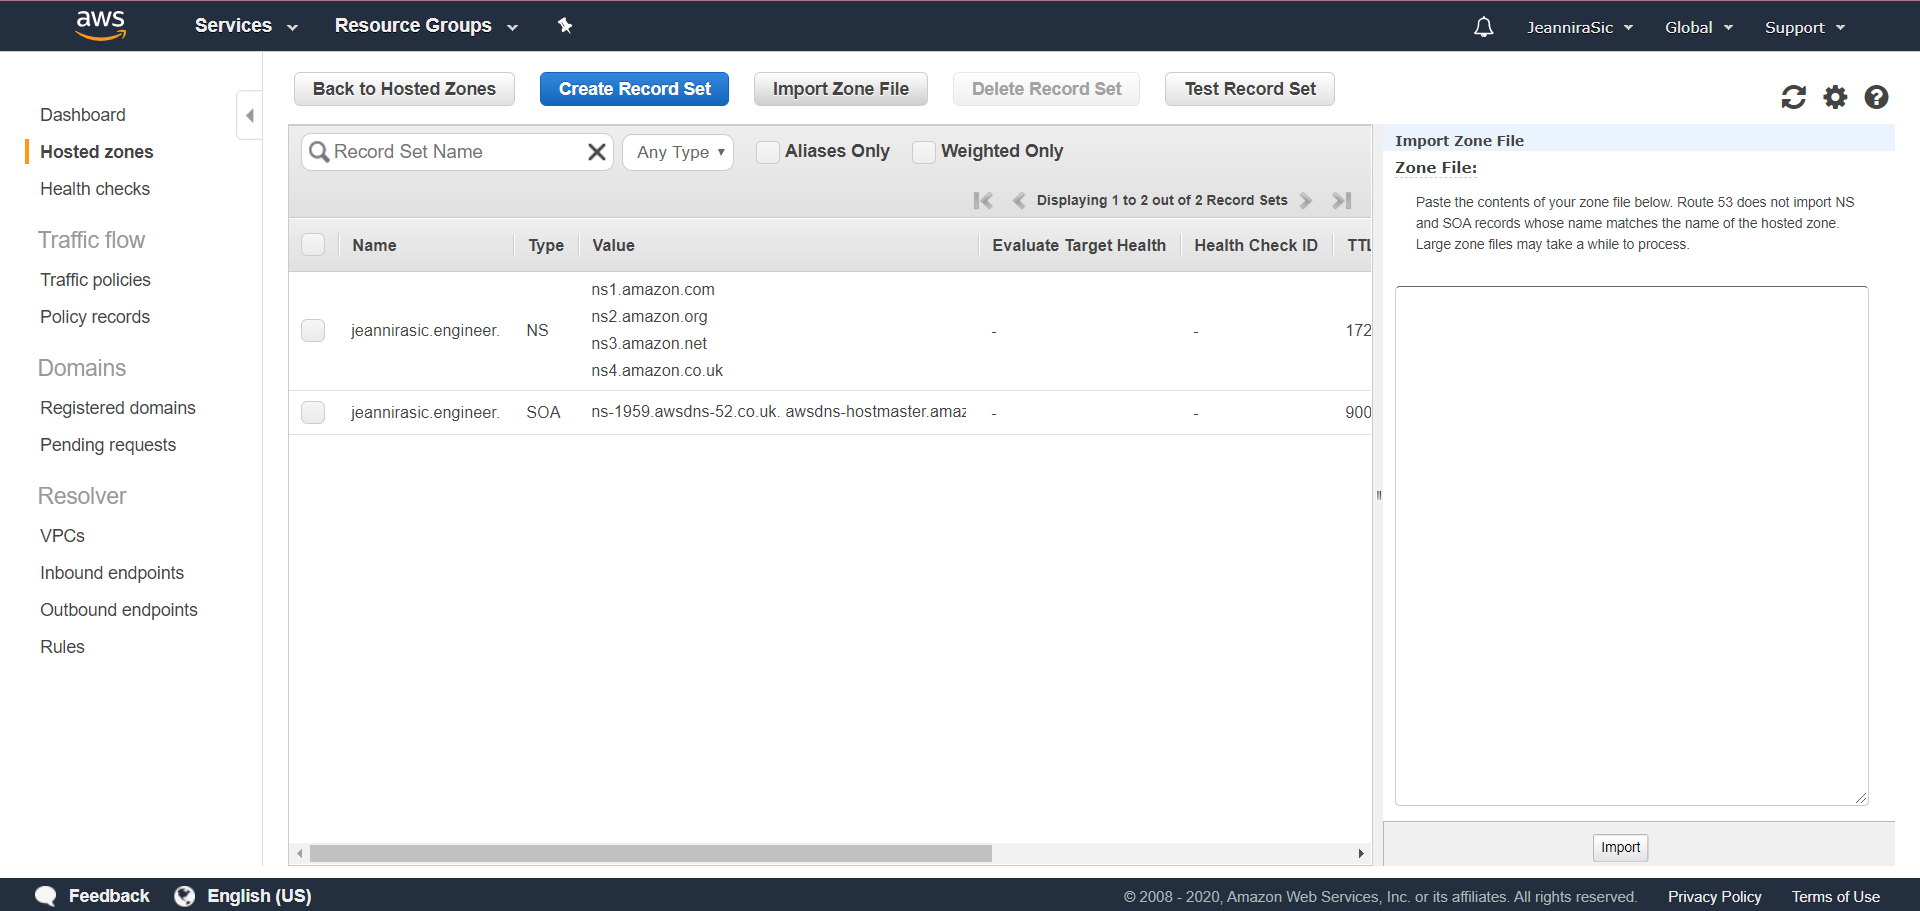 aws
Services
Resource Groups
JeanniraSic
Global
Support
Dashboard
Hosted zones
Health checks
Traffic flow
Traffic policies
Policy records
Domains
Registered domains
Pending requests
Resolver
VPCs
Inbound endpoints
Outbound endpoints
Rules
Back to Hosted Zones
Create Record Set
Import Zone File
Delete Record Set
Test Record Set
Record Set Name
Any Type
Aliases Only
Weighted Only
Displaying 1 to 2 out of 2 Record Sets
Name Type Value Evaluate Target Health Health Check ID TTL
jeannirasic.engineer. NS
ns1.amazon.com
ns2.amazon.org
ns3.amazon.net
ns4.amazon.co.uk
- - 172
jeannirasic.engineer. SOA ns-1959.awsdns-52.co.uk. awsdns-hostmaster.amaz - - 900
Import Zone File
Zone File:
Paste the contents of your zone file below. Route 53 does not import NS
and SOA records whose name matches the name of the hosted zone.
Large zone files may take a while to process.
Import
Feedback
English (US)
© 2008 - 2020, Amazon Web Services, Inc. or its affiliates. All rights reserved.
Privacy Policy
Terms of Use